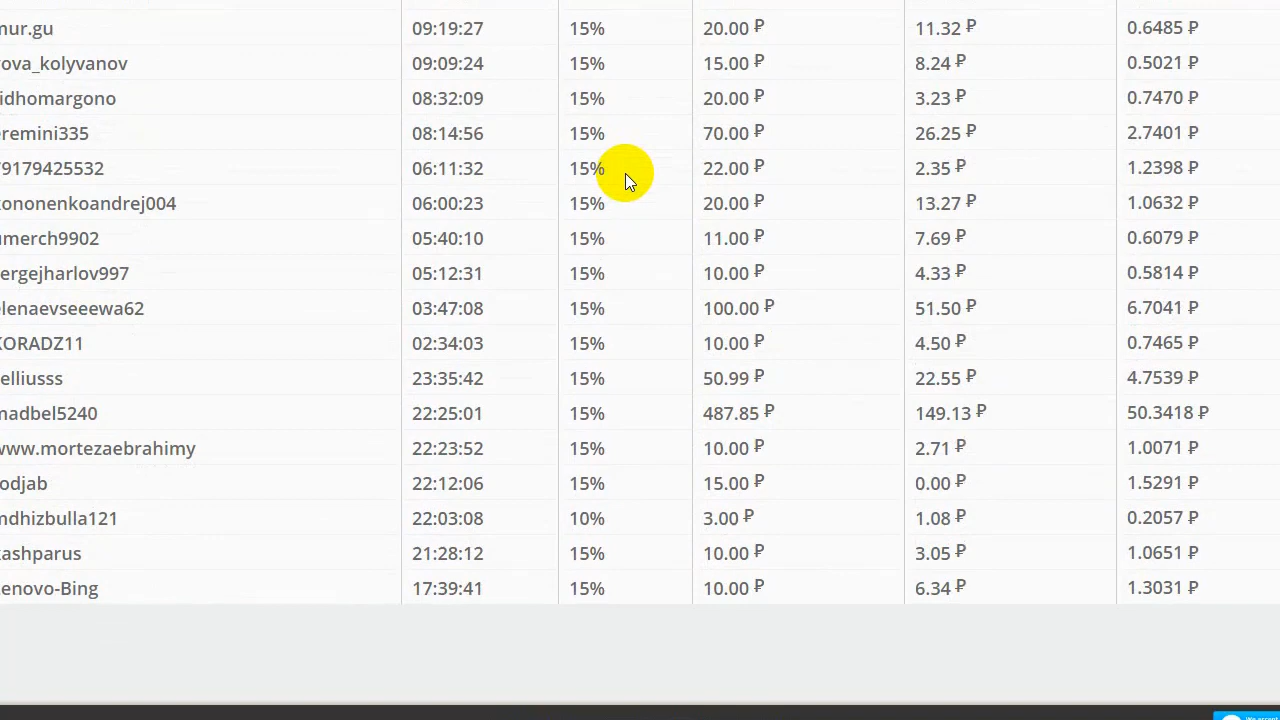 mur.gu 09:19:27 15% 20.00 ₽ 11.32 ₽ 0.6485 ₽
ova_kolyvanov 09:09:24 15% 15.00 ₽ 8.24 ₽ 0.5021 ₽
idhomargono 08:32:09 15% 20.00 ₽ 3.23 ₽ 0.7470 ₽
eremini335 08:14:56 15% 70.00 ₽ 26.25 ₽ 2.7401 ₽
79179425532 06:11:32 15% 22.00 ₽ 2.35 ₽ 1.2398 ₽
kononenkoandrej004 06:00:23 15% 20.00 ₽ 13.27 ₽ 1.0632 ₽
umerch9902 05:40:10 15% 11.00 ₽ 7.69 ₽ 0.6079 ₽
ergejharlov997 05:12:31 15% 10.00 ₽ 4.33 ₽ 0.5814 ₽
elenaevseeewa62 03:47:08 15% 100.00 ₽ 51.50 ₽ 6.7041 ₽
KORADZ11 02:34:03 15% 10.00 ₽ 4.50 ₽ 0.7465 ₽
elliusss 23:35:42 15% 50.99 ₽ 22.55 ₽ 4.7539 ₽
madbel5240 22:25:01 15% 487.85 ₽ 149.13 ₽ 50.3418 ₽
www.mortezaebrahimy 22:23:52 15% 10.00 ₽ 2.71 ₽ 1.0071 ₽
odjab 22:12:06 15% 15.00 ₽ 0.00 ₽ 1.5291 ₽
mdhizbulla121 22:03:08 10% 3.00 ₽ 1.08 ₽ 0.2057 ₽
kashparus 21:28:12 15% 10.00 ₽ 3.05 ₽ 1.0651 ₽
enovo-Bing 17:39:41 15% 10.00 ₽ 6.34 ₽ 1.3031 ₽